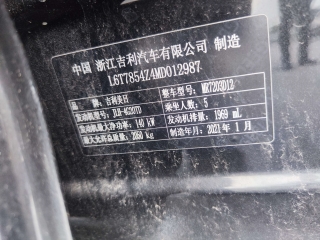 中国 浙江吉利汽车有限公司 制造
L6T7854Z4MD012987
品 牌：吉利美日 整车型号：MR7203D12
发动机型号：JLH-4G20TD 乘坐人数：5
发动机最大净功率：140 kW 发动机排量：1969 mL
最大允许总质量：kg 制造年月：2021年1月